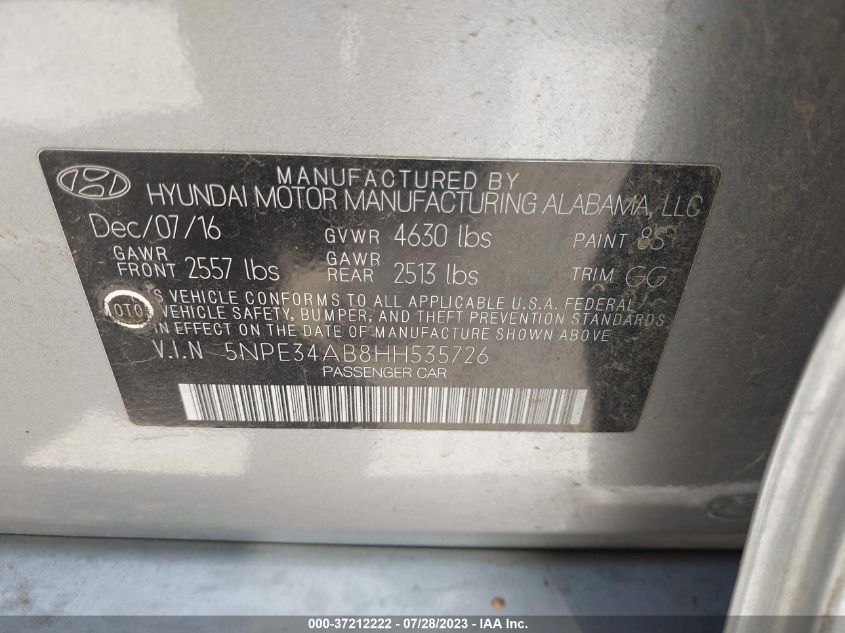 MANUFACTURED BY
HYUNDAI MOTOR MANUFACTURING ALABAMA, LLC
Dec/07/16 GVWR 4630 lbs PAINT
GAWR FRONT 2557 lbs GAWR REAR 2513 lbs TRIM GG
S VEHICLE CONFORMS TO ALL APPLICABLE U.S.A. FEDERAL
OTO VEHICLE SAFETY, BUMPER, AND THEFT PREVENTION STANDARDS
IN EFFECT ON THE DATE OF MANUFACTURE SHOWN ABOVE.
V.I.N 5NPE34AB8HH535726
PASSENGER CAR
000-37212222 - 07/28/2023 - IAA Inc.